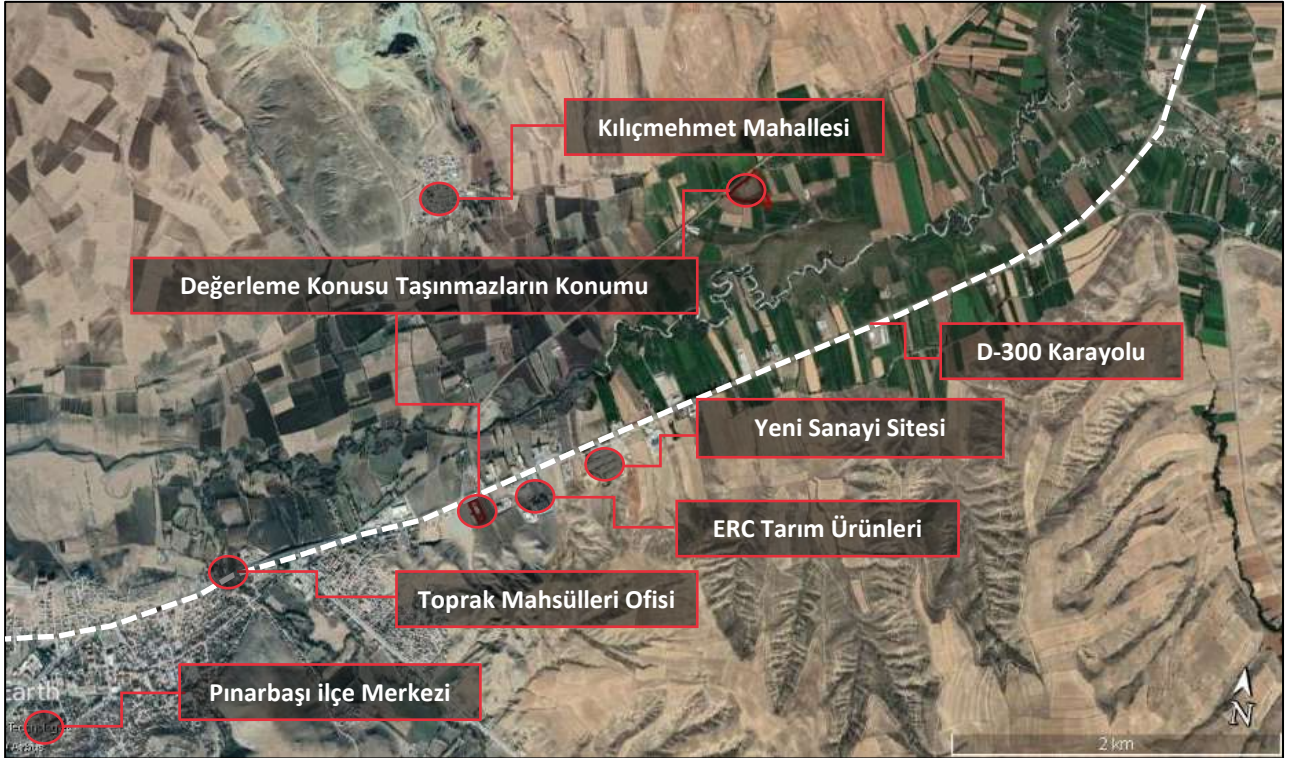 Kılıçmehmet Mahallesi
Değerleme Konusu Taşınmazların Konumu
D-300 Karayolu
Yeni Sanayi Sitesi
ERC Tarım Ürünleri
Toprak Mahsülleri Ofisi
Pınarbaşı ilçe Merkezi
earth
N
2 km